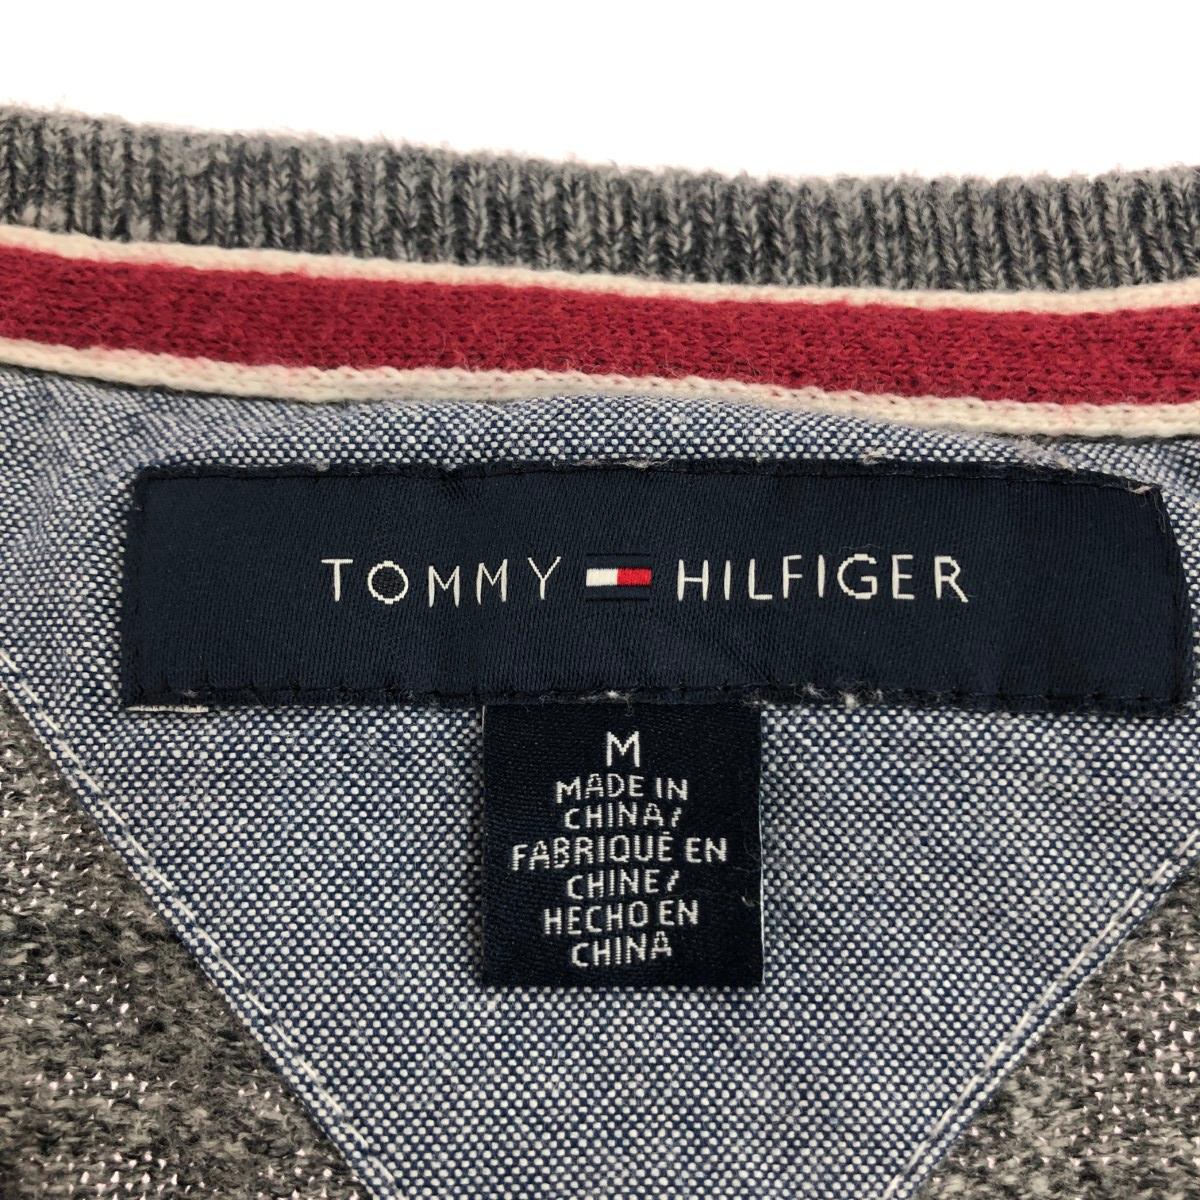 TOMMY HILFIGER
M
MADE IN
CHINA/
FABRIQUÉ EN
CHINE/
HECHO EN
CHINA